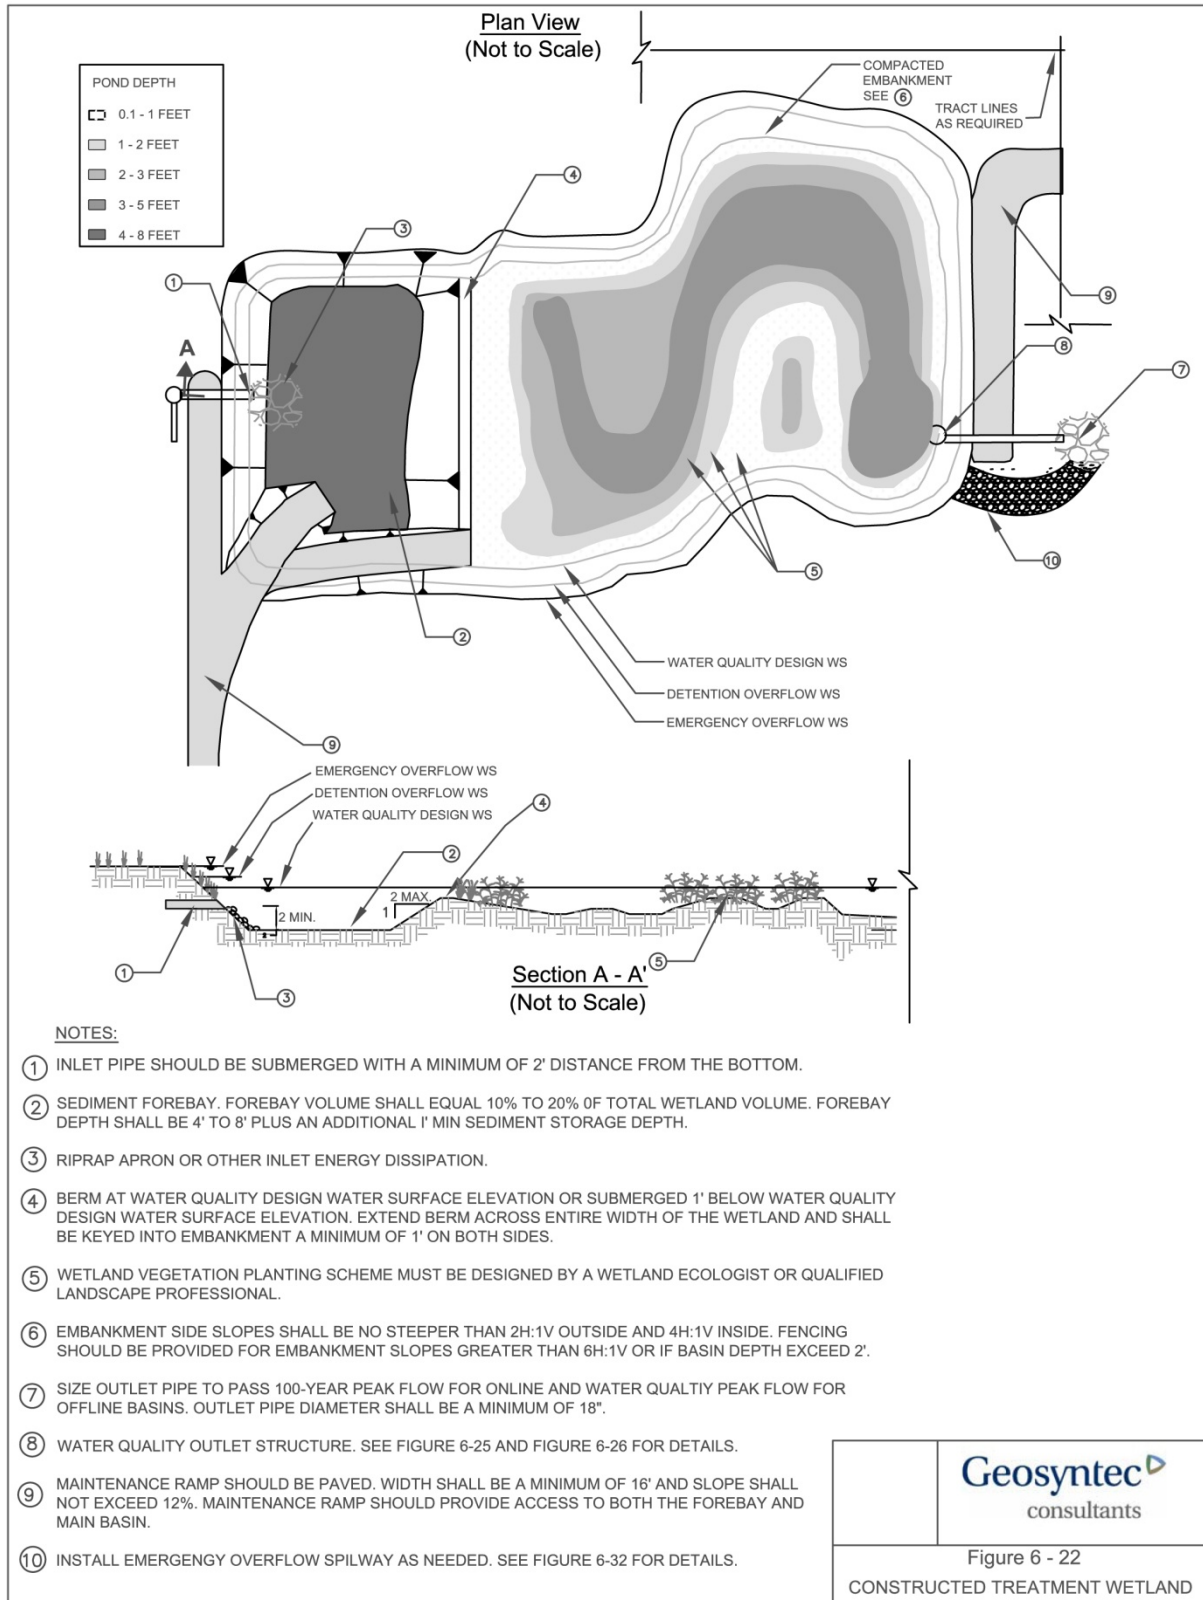 Plan View
(Not to Scale)
POND DEPTH
0.1 - 1 FEET
1 - 2 FEET
2 - 3 FEET
3 - 5 FEET
4 - 8 FEET
COMPACTED
EMBANKMENT
SEE 6
TRACT LINES
AS REQUIRED
4
3
1
9
A
8
7
10
5
2
WATER QUALITY DESIGN WS
DETENTION OVERFLOW WS
EMERGENCY OVERFLOW WS
9
EMERGENCY OVERFLOW WS
DETENTION OVERFLOW WS
WATER QUALITY DESIGN WS
4
2
2 MAX.
1
2 MIN.
5
1
3
Section A - A'
(Not to Scale)
NOTES:
1 INLET PIPE SHOULD BE SUBMERGED WITH A MINIMUM OF 2' DISTANCE FROM THE BOTTOM.
2 SEDIMENT FOREBAY. FOREBAY VOLUME SHALL EQUAL 10% TO 20% 0F TOTAL WETLAND VOLUME. FOREBAY
DEPTH SHALL BE 4' TO 8' PLUS AN ADDITIONAL I' MIN SEDIMENT STORAGE DEPTH.
3 RIPRAP APRON OR OTHER INLET ENERGY DISSIPATION.
4 BERM AT WATER QUALITY DESIGN WATER SURFACE ELEVATION OR SUBMERGED 1' BELOW WATER QUALITY
DESIGN WATER SURFACE ELEVATION. EXTEND BERM ACROSS ENTIRE WIDTH OF THE WETLAND AND SHALL
BE KEYED INTO EMBANKMENT A MINIMUM OF 1' ON BOTH SIDES.
5 WETLAND VEGETATION PLANTING SCHEME MUST BE DESIGNED BY A WETLAND ECOLOGIST OR QUALIFIED
LANDSCAPE PROFESSIONAL.
6 EMBANKMENT SIDE SLOPES SHALL BE NO STEEPER THAN 2H:1V OUTSIDE AND 4H:1V INSIDE. FENCING
SHOULD BE PROVIDED FOR EMBANKMENT SLOPES GREATER THAN 6H:1V OR IF BASIN DEPTH EXCEED 2'.
7 SIZE OUTLET PIPE TO PASS 100-YEAR PEAK FLOW FOR ONLINE AND WATER QUALTIY PEAK FLOW FOR
OFFLINE BASINS. OUTLET PIPE DIAMETER SHALL BE A MINIMUM OF 18".
8 WATER QUALITY OUTLET STRUCTURE. SEE FIGURE 6-25 AND FIGURE 6-26 FOR DETAILS.
9 MAINTENANCE RAMP SHOULD BE PAVED. WIDTH SHALL BE A MINIMUM OF 16' AND SLOPE SHALL
NOT EXCEED 12%. MAINTENANCE RAMP SHOULD PROVIDE ACCESS TO BOTH THE FOREBAY AND
MAIN BASIN.
10 INSTALL EMERGENGY OVERFLOW SPILWAY AS NEEDED. SEE FIGURE 6-32 FOR DETAILS.
Geosyntec
consultants
Figure 6 - 22
CONSTRUCTED TREATMENT WETLAND